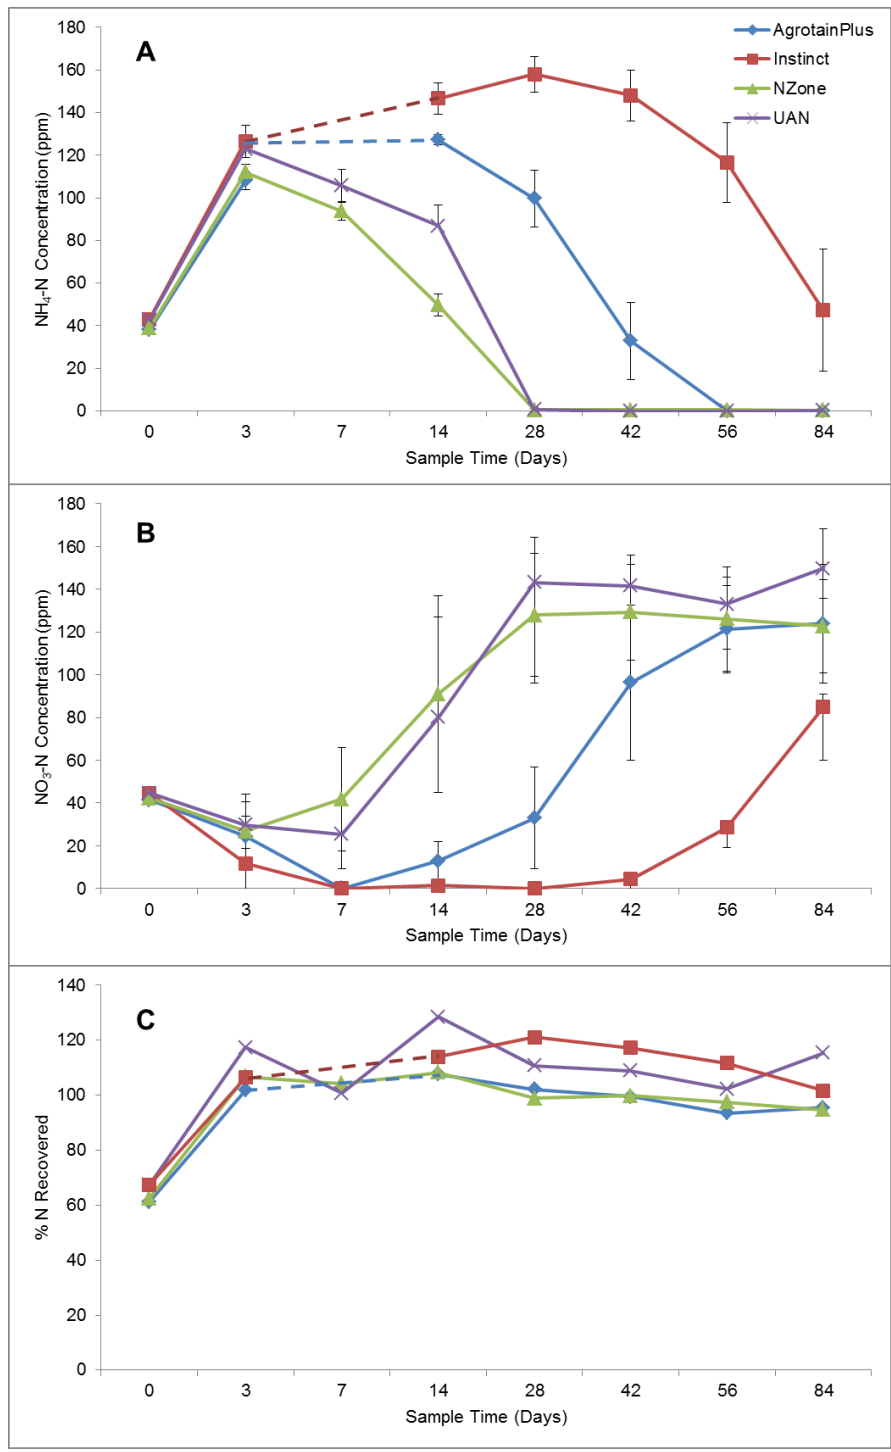 A
AgrotainPlus
Instinct
NZone
UAN
NH₄-N Concentration (ppm)
180
160
140
120
100
80
60
40
20
0
0 3 7 14 28 42 56 84
Sample Time (Days)
B
NO₃-N Concentration (ppm)
180
160
140
120
100
80
60
40
20
0
0 3 7 14 28 42 56 84
Sample Time (Days)
C
% N Recovered
140
120
100
80
60
40
20
0
0 3 7 14 28 42 56 84
Sample Time (Days)